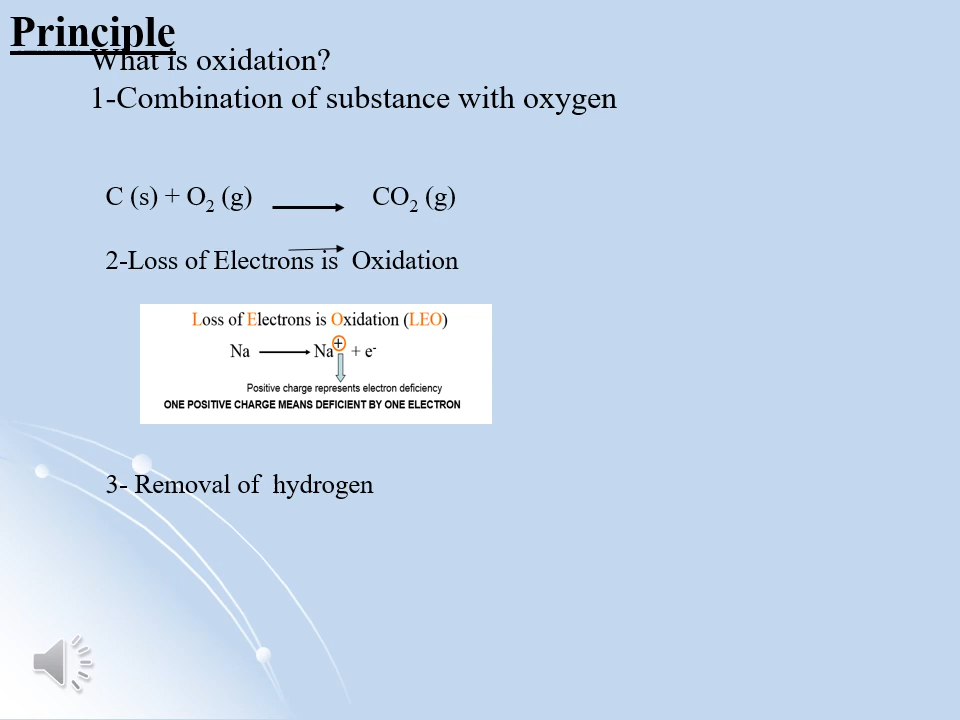 Principle
What is oxidation?
1-Combination of substance with oxygen
C (s) + O₂ (g) ⟶ CO₂ (g)
2-Loss of Electrons is Oxidation
Loss of Electrons is Oxidation (LEO)
Na ⟶ Na⁺ + e⁻
Positive charge represents electron deficiency
ONE POSITIVE CHARGE MEANS DEFICIENT BY ONE ELECTRON
3- Removal of hydrogen